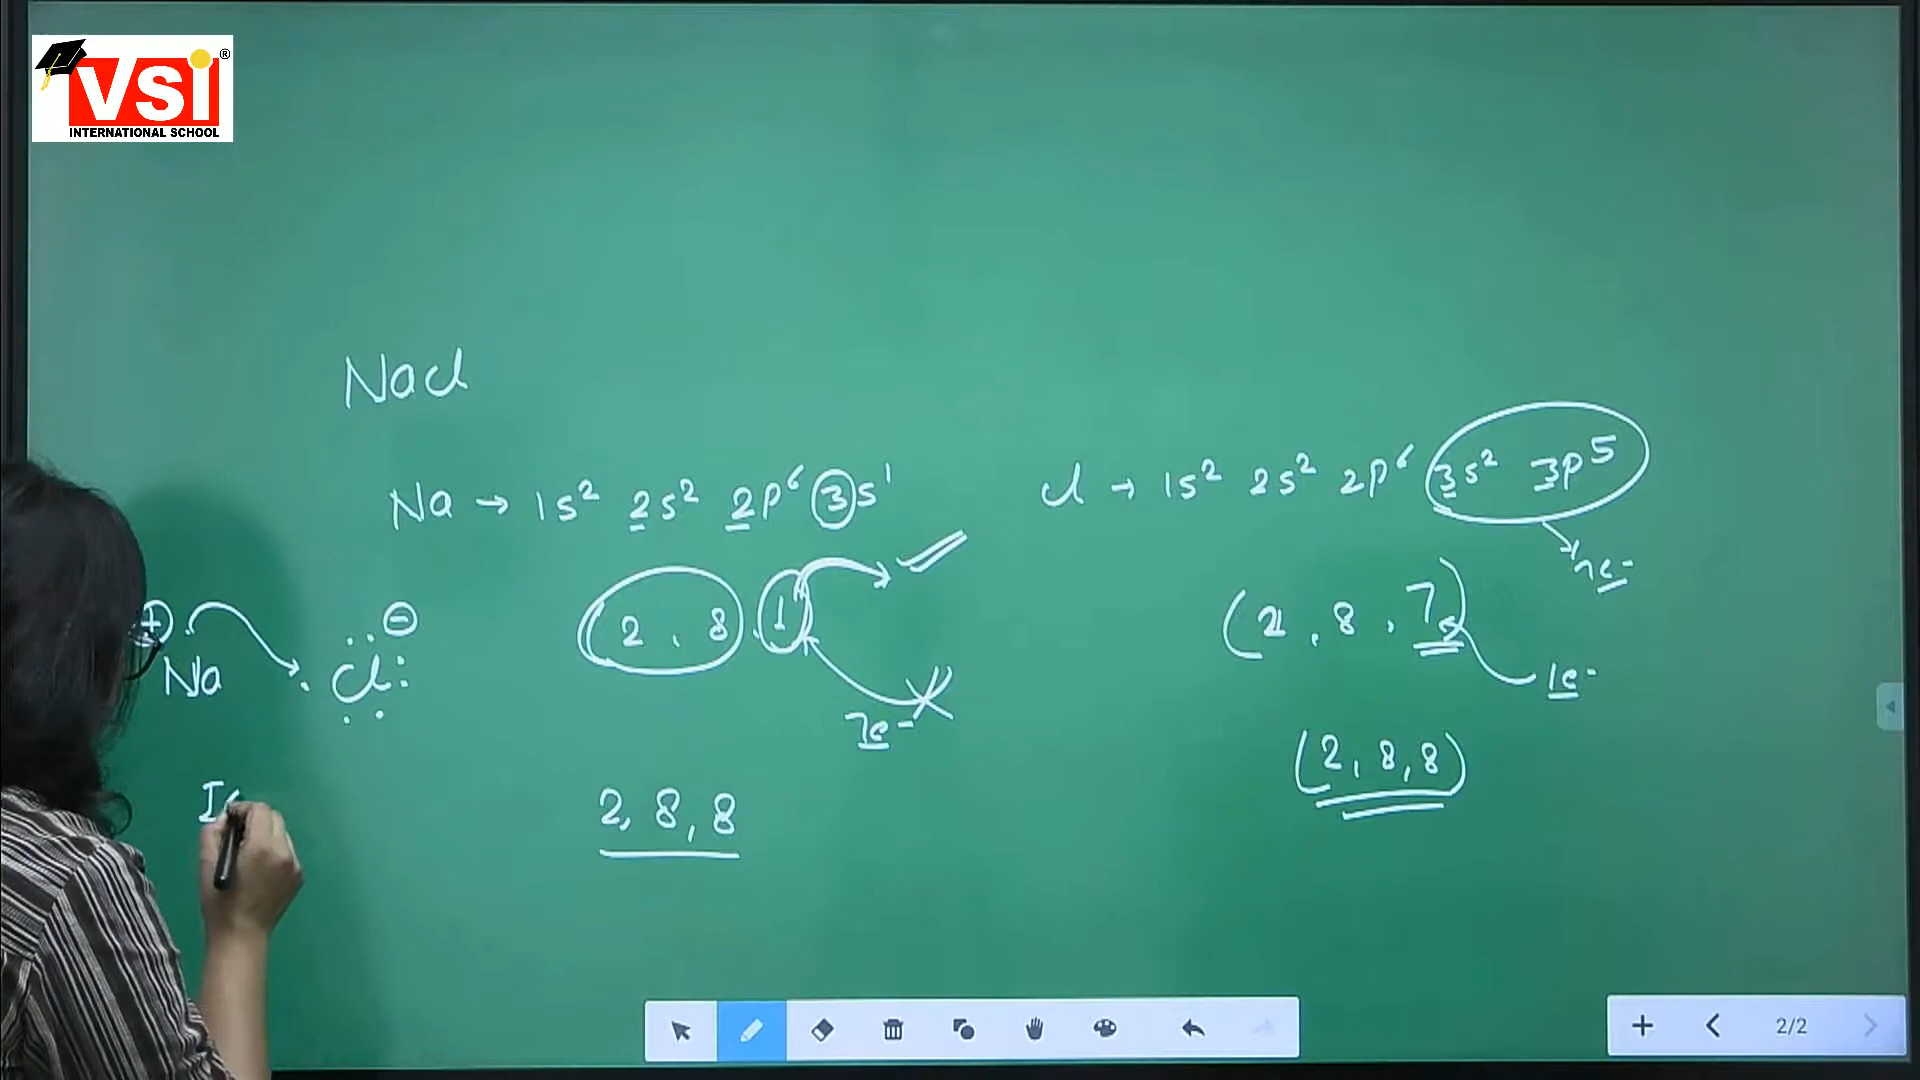 VSI ®
INTERNATIONAL SCHOOL
NaCl
Na → 1s² 2s² 2p⁶ 3s¹
Cl → 1s² 2s² 2p⁶ 3s² 3p⁵
7e-
2, 8, 1
(2, 8, 7)
+
-
Na
Cl
7e-
1e-
2, 8, 8
(2, 8, 8)
2/2